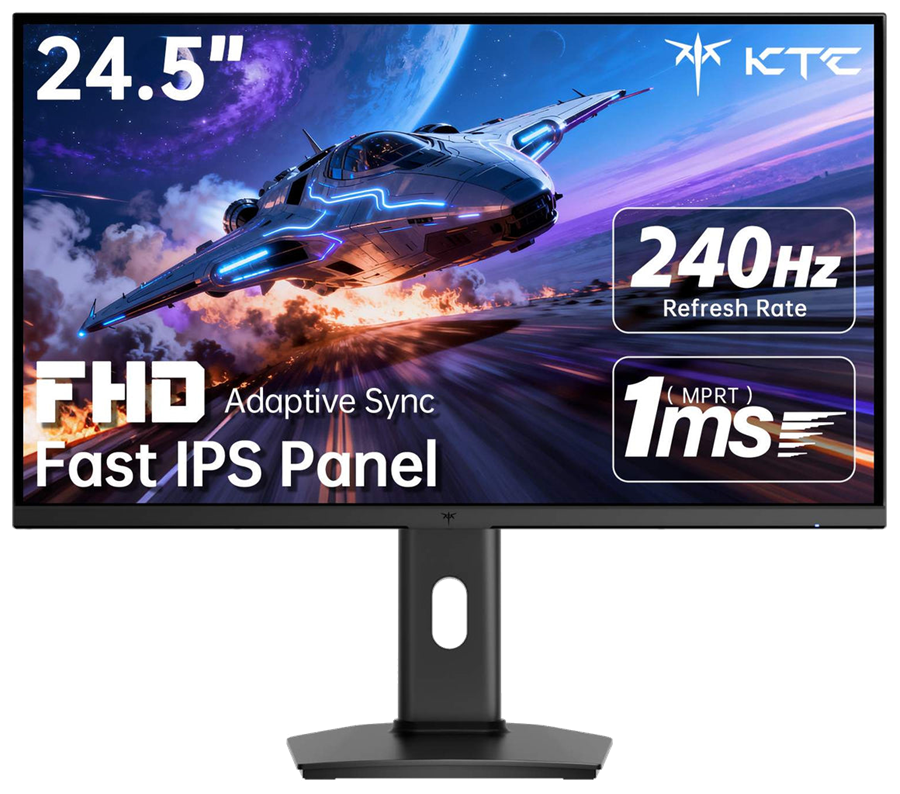 24.5"
KTC
240Hz
Refresh Rate
1ms
( MPRT )
FHD Adaptive Sync
Fast IPS Panel